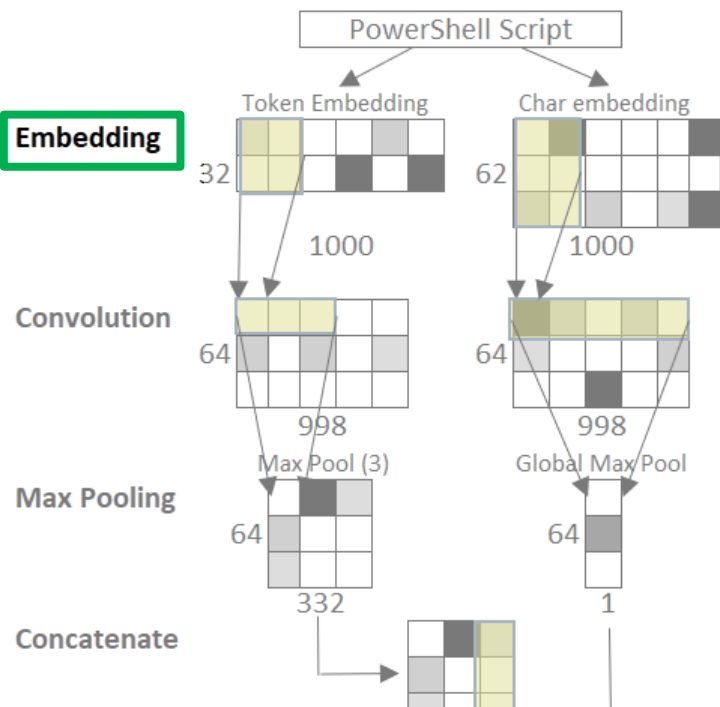 PowerShell Script
Token Embedding
Char embedding
Embedding
32
62
1000
1000
Convolution
64
64
998
998
Max Pool (3)
Global Max Pool
Max Pooling
64
64
332
1
Concatenate